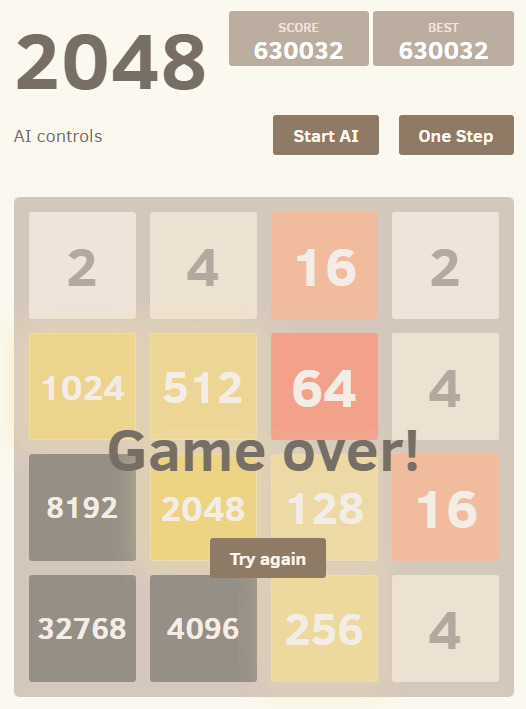 2048
SCORE
630032
BEST
630032
AI controls
Start AI
One Step
2 4 16 2
1024 512 64 4
Game over!
8192 2048 128 16
Try again
32768 4096 256 4